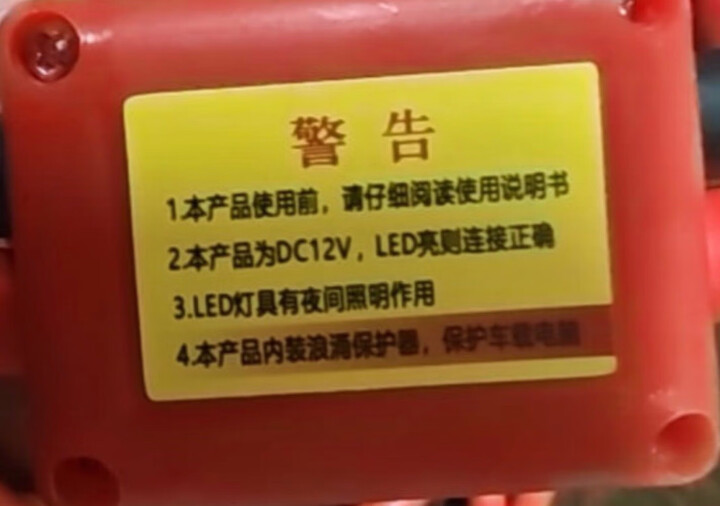 警告
1.本产品使用前，请仔细阅读使用说明书
2.本产品为DC12V，LED亮则连接正确
3.LED灯具有夜间照明作用
4.本产品内装浪涌保护器，保护车载电脑